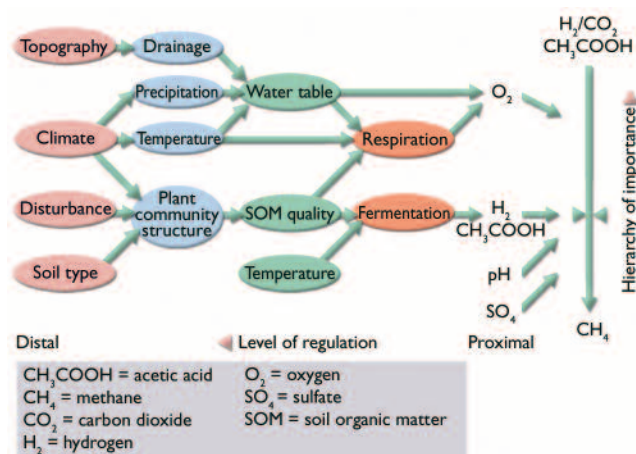 H₂/CO₂
CH₃COOH
Topography
Drainage
Precipitation
Water table
O₂
Climate
Temperature
Respiration
Disturbance
Plant
community
structure
SOM quality
Fermentation
H₂
CH₃COOH
Soil type
Temperature
pH
SO₄
CH₄
Hierarchy of importance
Distal
Level of regulation
Proximal
CH₃COOH = acetic acid
CH₄ = methane
CO₂ = carbon dioxide
H₂ = hydrogen
O₂ = oxygen
SO₄ = sulfate
SOM = soil organic matter